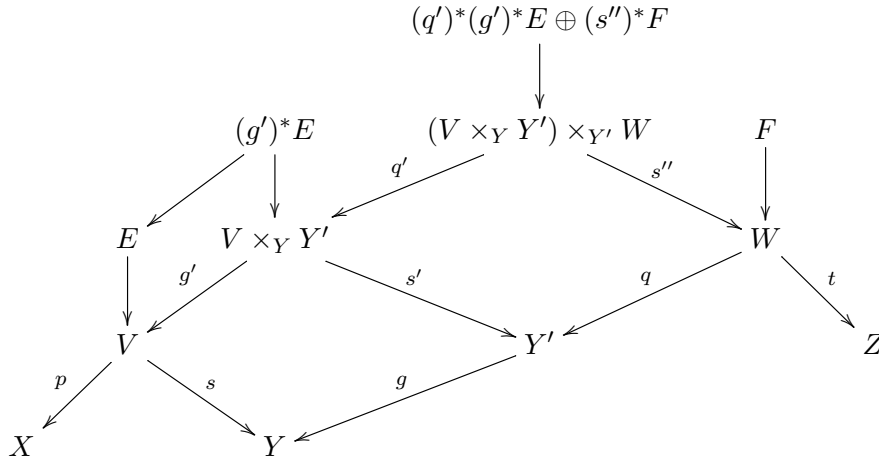 (q′)*(g′)*E ⊕ (s″)*F
(g′)*E (V ×_Y Y′) ×_{Y′} W F
q′ s″
E V ×_Y Y′ W
g′ s′ q t
V Y′ Z
p s g
X Y